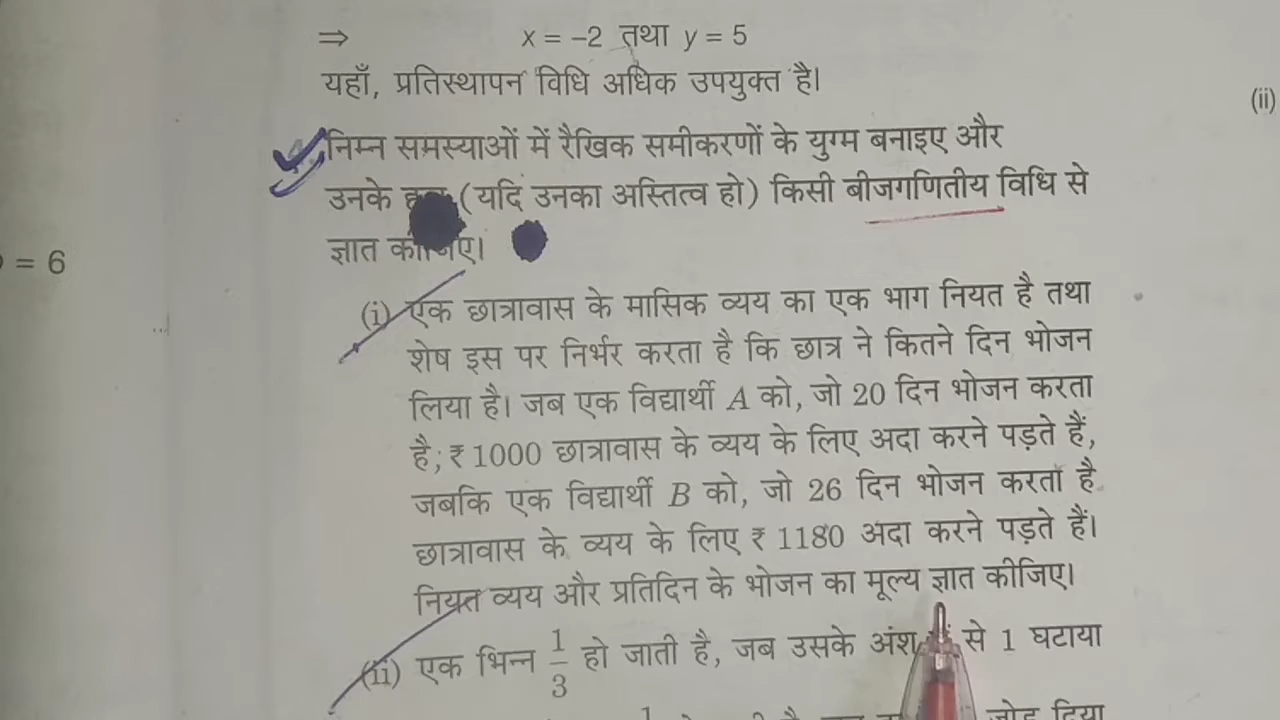 ⇒ x = –2 तथा y = 5
यहाँ, प्रतिस्थापन विधि अधिक उपयुक्त है।
(ii)
निम्न समस्याओं में रैखिक समीकरणों के युग्म बनाइए और
उनके (यदि उनका अस्तित्व हो) किसी बीजगणितीय विधि से
ज्ञात कीजिए।
= 6
(i) एक छात्रावास के मासिक व्यय का एक भाग नियत है तथा
शेष इस पर निर्भर करता है कि छात्र ने कितने दिन भोजन
लिया है। जब एक विद्यार्थी A को, जो 20 दिन भोजन करता
है; ₹ 1000 छात्रावास के व्यय के लिए अदा करने पड़ते हैं,
जबकि एक विद्यार्थी B को, जो 26 दिन भोजन करता है
छात्रावास के व्यय के लिए ₹ 1180 अदा करने पड़ते हैं।
नियत व्यय और प्रतिदिन के भोजन का मूल्य ज्ञात कीजिए।
(ii) एक भिन्न 1/3 हो जाती है, जब उसके अंश से 1 घटाया
जोड़ दिया